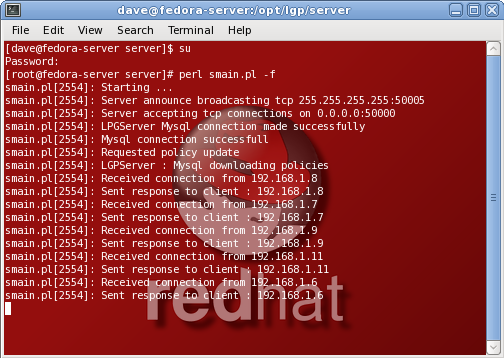 dave@fedora-server:/opt/lgp/server
File Edit View Search Terminal Help
[dave@fedora-server server]$ su
Password:
[root@fedora-server server]# perl smain.pl -f
smain.pl[2554]: Starting ...
smain.pl[2554]: Server announce broadcasting tcp 255.255.255.255:50005
smain.pl[2554]: Server accepting tcp connections on 0.0.0.0:50000
smain.pl[2554]: LPGServer Mysql connection made successfully
smain.pl[2554]: Mysql connection successfull
smain.pl[2554]: Requested policy update
smain.pl[2554]: LGPServer : Mysql downloading policies
smain.pl[2554]: Received connection from 192.168.1.8
smain.pl[2554]: Sent response to client : 192.168.1.8
smain.pl[2554]: Received connection from 192.168.1.7
smain.pl[2554]: Sent response to client : 192.168.1.7
smain.pl[2554]: Received connection from 192.168.1.9
smain.pl[2554]: Sent response to client : 192.168.1.9
smain.pl[2554]: Received connection from 192.168.1.11
smain.pl[2554]: Sent response to client : 192.168.1.11
smain.pl[2554]: Received connection from 192.168.1.6
smain.pl[2554]: Sent response to client : 192.168.1.6
redhat